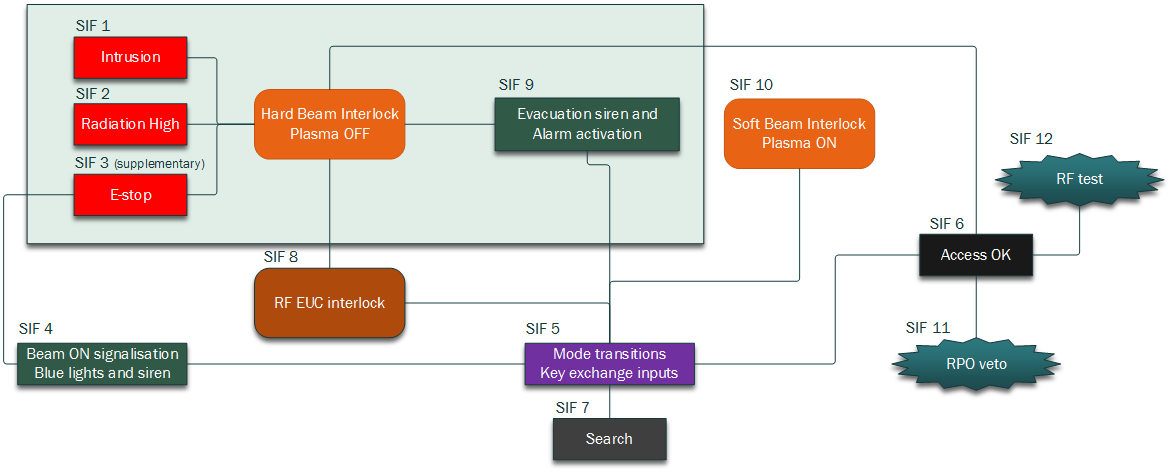 SIF 1
Intrusion
SIF 2
Radiation High
SIF 3 (supplementary)
E-stop
Hard Beam Interlock
Plasma OFF
SIF 9
Evacuation siren and
Alarm activation
SIF 10
Soft Beam Interlock
Plasma ON
SIF 12
RF test
SIF 6
Access OK
SIF 8
RF EUC interlock
SIF 4
Beam ON signalisation
Blue lights and siren
SIF 5
Mode transitions
Key exchange inputs
SIF 11
RPO veto
SIF 7
Search